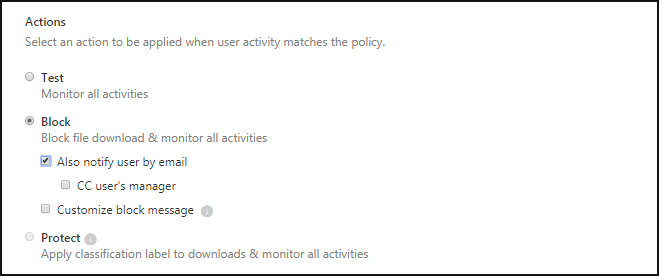 Actions
Select an action to be applied when user activity matches the policy.
Test
Monitor all activities
Block
Block file download & monitor all activities
Also notify user by email
CC user's manager
Customize block message
Protect
Apply classification label to downloads & monitor all activities